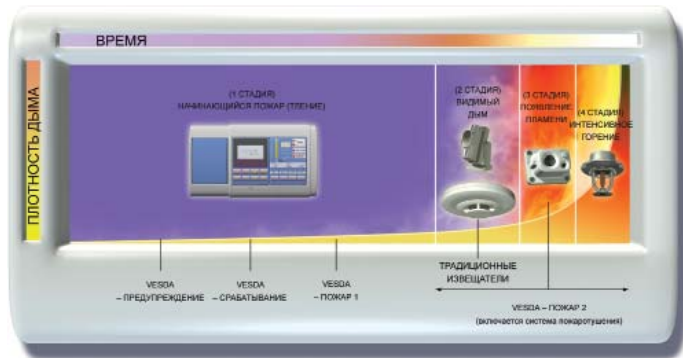 ВРЕМЯ
ПЛОТНОСТЬ ДЫМА
(1 СТАДИЯ)
НАЧИНАЮЩИЙСЯ ПОЖАР (ТЛЕНИЕ)
(2 СТАДИЯ)
ВИДИМЫЙ
ДЫМ
(3 СТАДИЯ)
ПОЯВЛЕНИЕ
ПЛАМЕНИ
(4 СТАДИЯ)
ИНТЕНСИВНОЕ
ГОРЕНИЕ
VESDA
– ПРЕДУПРЕЖДЕНИЕ
VESDA
– СРАБАТЫВАНИЕ
VESDA
– ПОЖАР 1
ТРАДИЦИОННЫЕ
ИЗВЕЩАТЕЛИ
VESDA – ПОЖАР 2
(включается система пожаротушения)